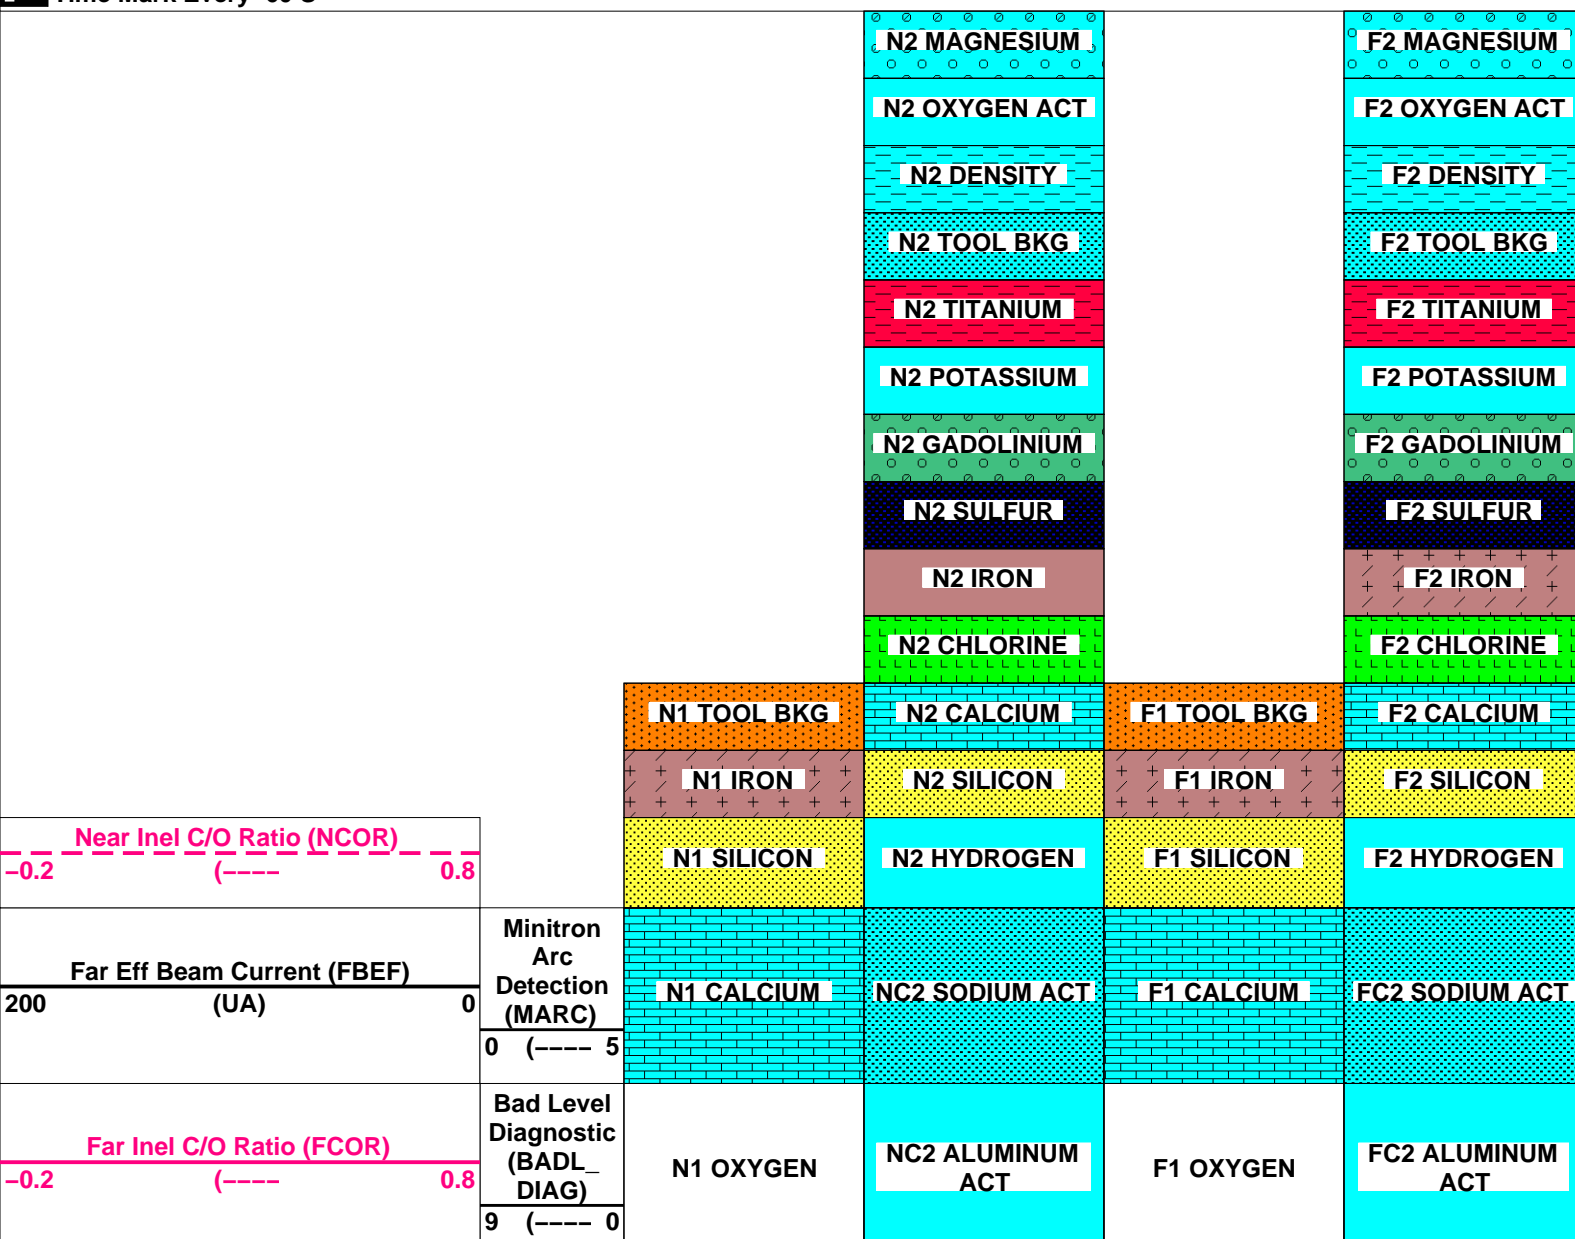 N2 MAGNESIUM F2 MAGNESIUM
N2 OXYGEN ACT F2 OXYGEN ACT
N2 DENSITY F2 DENSITY
N2 TOOL BKG F2 TOOL BKG
N2 TITANIUM F2 TITANIUM
N2 POTASSIUM F2 POTASSIUM
N2 GADOLINIUM F2 GADOLINIUM
N2 SULFUR F2 SULFUR
N2 IRON F2 IRON
N2 CHLORINE F2 CHLORINE
N1 TOOL BKG N2 CALCIUM F1 TOOL BKG F2 CALCIUM
N1 IRON N2 SILICON F1 IRON F2 SILICON
Near Inel C/O Ratio (NCOR)
−0.2 (−−−− 0.8
N1 SILICON N2 HYDROGEN F1 SILICON F2 HYDROGEN
Far Eff Beam Current (FBEF)
200 (UA) 0
Minitron
Arc
Detection
(MARC)
0 (−−−− 5
N1 CALCIUM NC2 SODIUM ACT F1 CALCIUM FC2 SODIUM ACT
Far Inel C/O Ratio (FCOR)
−0.2 (−−−− 0.8
Bad Level
Diagnostic
(BADL_
DIAG)
9 (−−−− 0
N1 OXYGEN
NC2 ALUMINUM
ACT
F1 OXYGEN
FC2 ALUMINUM
ACT